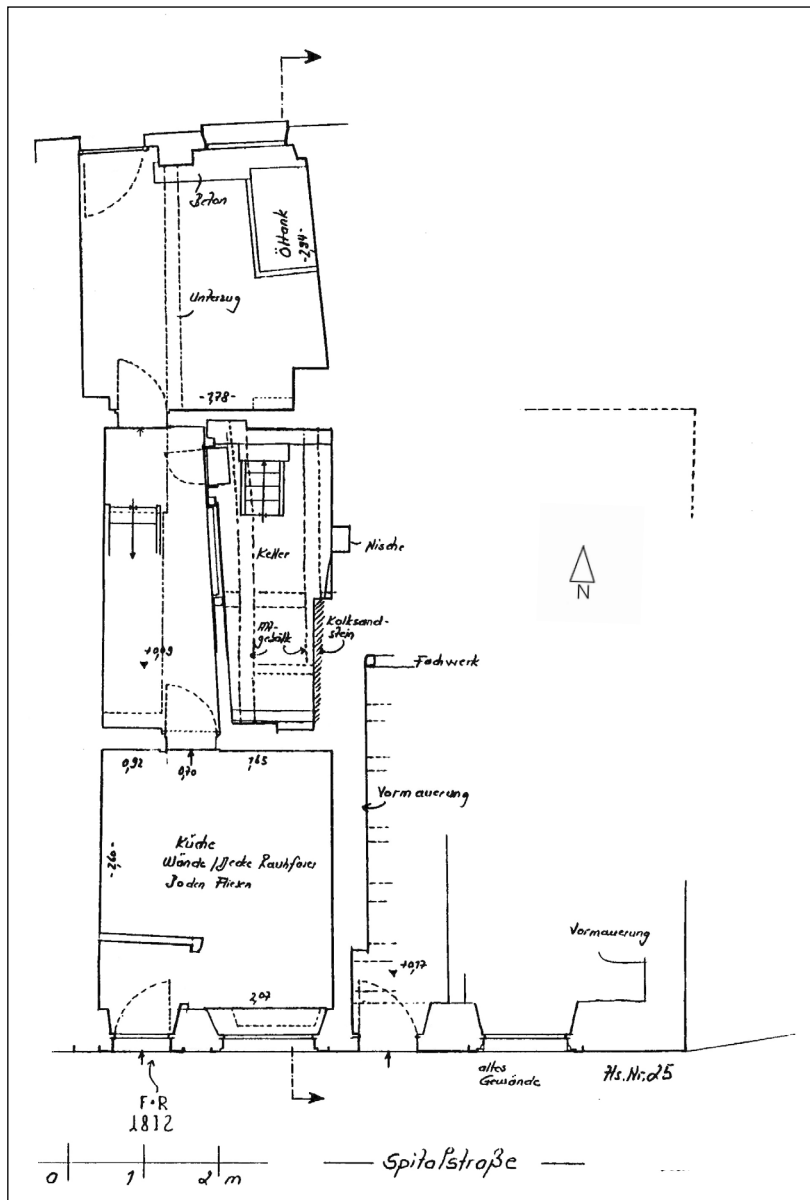 Beton
Öltank
-2,94-
Unterzug
-1,78-
Keller
Nische
N
gebälk
Kalksand-
stein
+0,09
Fachwerk
0,92
0,70
1,65
Vormauerung
-2,60-
Küche
Wände / Decke Rauhfaser
Boden Fliesen
Vormauerung
+0,17
2,07
altes
Gewände
Hs.Nr.25
F·R
1812
0 1 2 m
Spitalstraße